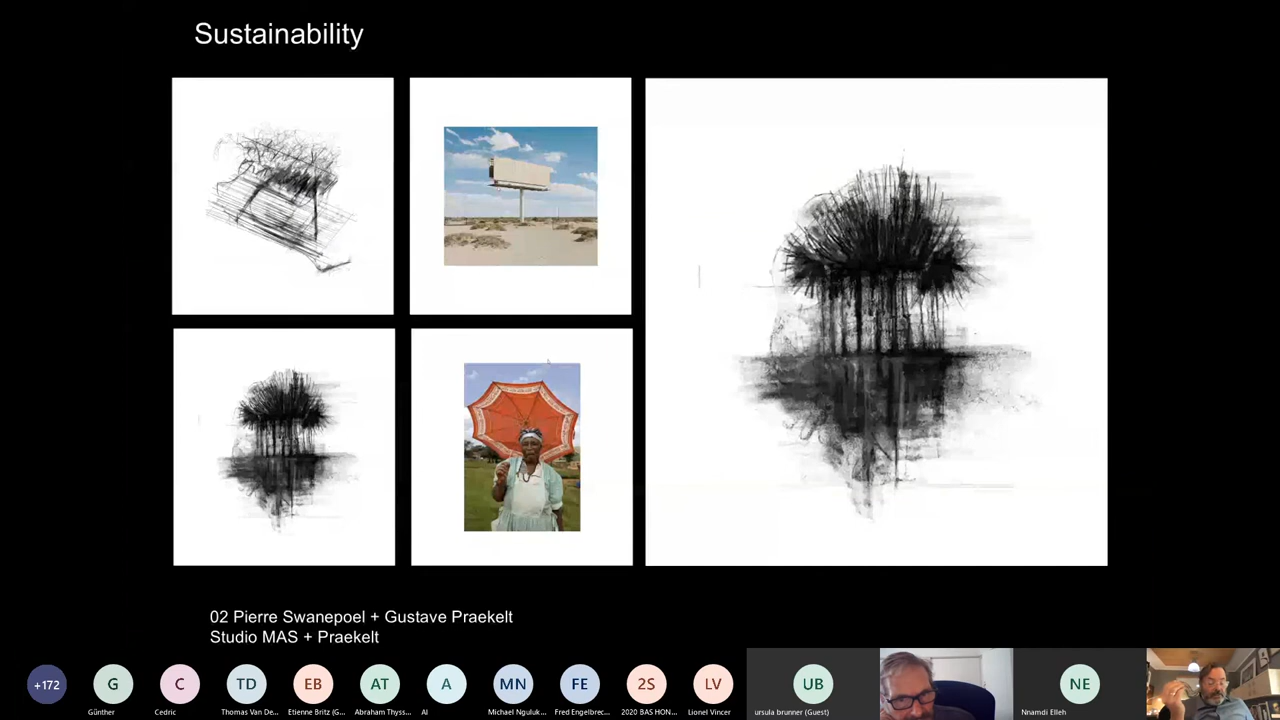 Sustainability
02 Pierre Swanepoel + Gustave Praekelt
Studio MAS + Praekelt
+172
G
C
TD
EB
AT
A
MN
FE
2S
LV
UB
NE
Günther
Cedric
Thomas Van De...
Etienne Britz (G...
Abraham Thyss...
Al
Michael Nguluk...
Fred Engelbrec...
2020 BAS HON...
Lionel Vincer
ursula brunner (Guest)
Nnamdi Elleh